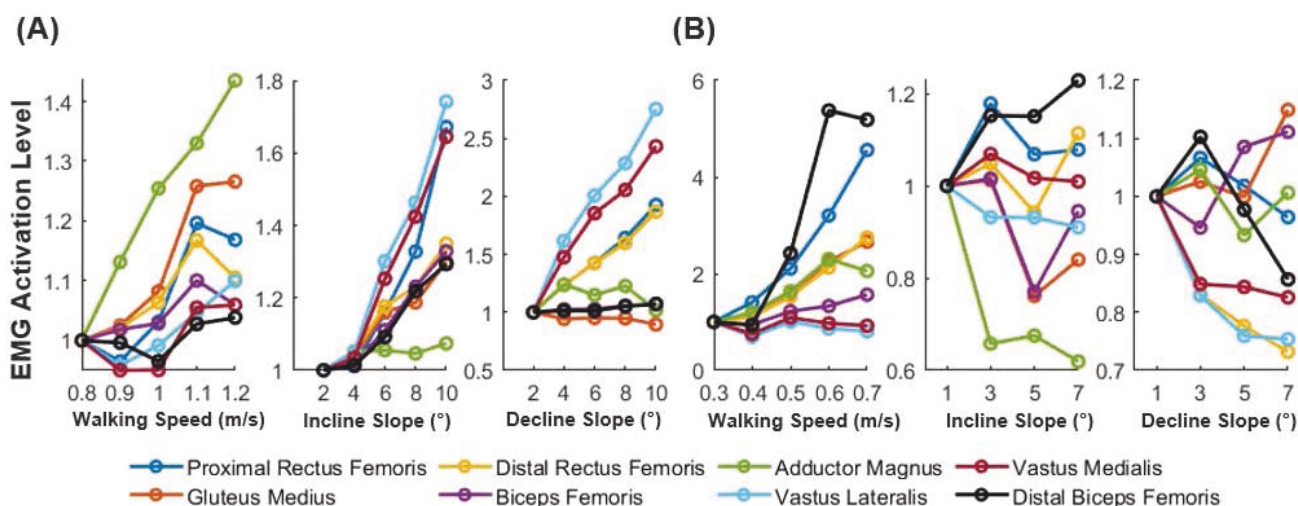 (A)
(B)
EMG Activation Level
1.4
1.3
1.2
1.1
1
0.8 0.9 1 1.1 1.2
Walking Speed (m/s)
1.8
1.6
1.4
1.2
1
2 4 6 8 10
Incline Slope (°)
3
2.5
2
1.5
1
0.5
2 4 6 8 10
Decline Slope (°)
6
4
2
0
0.3 0.4 0.5 0.6 0.7
Walking Speed (m/s)
1.2
1
0.8
0.6
1 3 5 7
Incline Slope (°)
1.2
1.1
1
0.9
0.8
0.7
1 3 5 7
Decline Slope (°)
Proximal Rectus Femoris Distal Rectus Femoris Adductor Magnus Vastus Medialis
Gluteus Medius Biceps Femoris Vastus Lateralis Distal Biceps Femoris